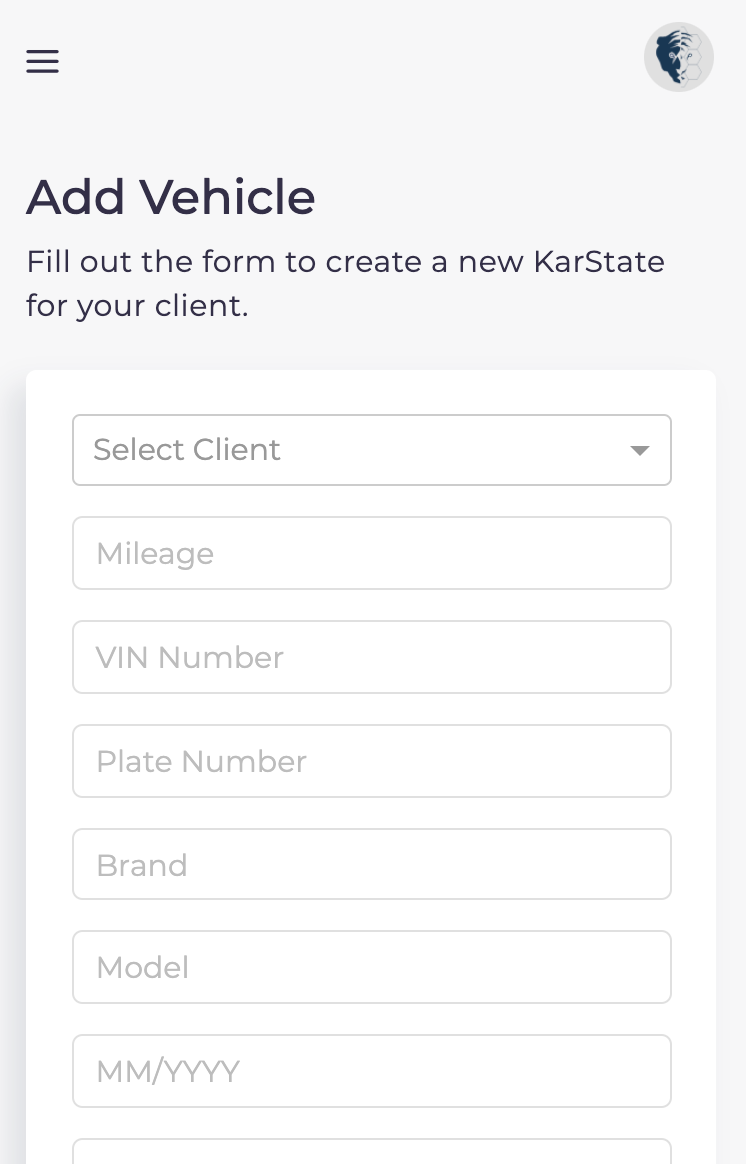 Add Vehicle
Fill out the form to create a new KarState
for your client.
Select Client
Mileage
VIN Number
Plate Number
Brand
Model
MM/YYYY